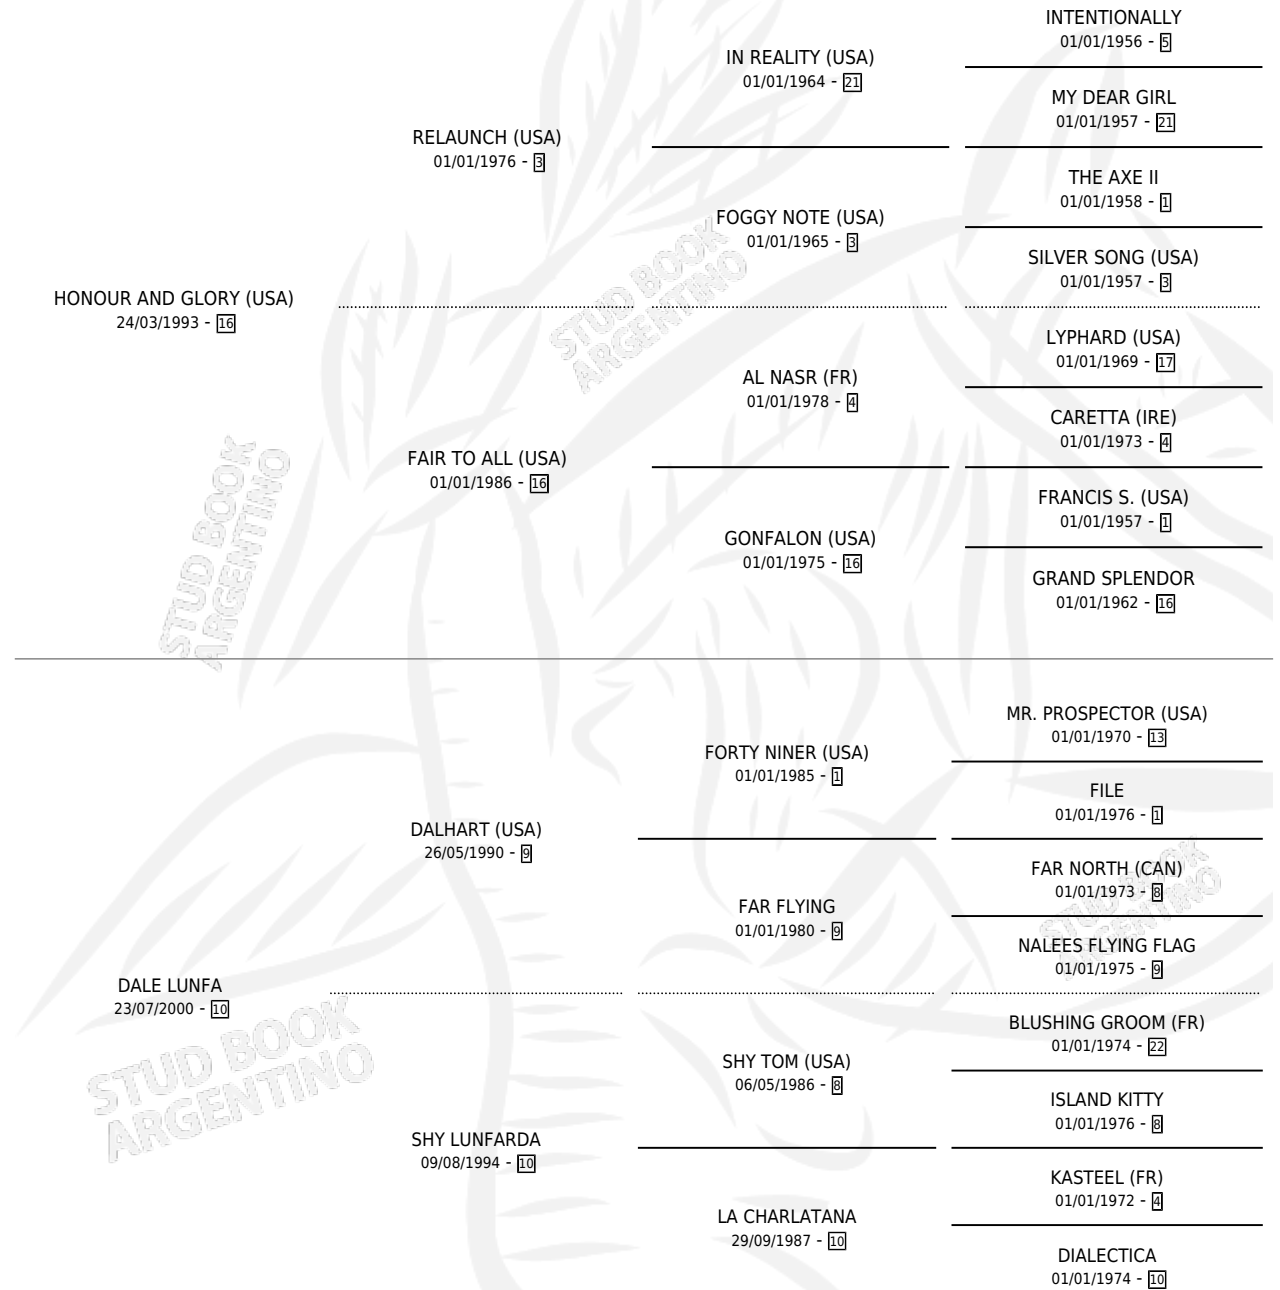 INTENTIONALLY
01/01/1956 - 5
IN REALITY (USA)
01/01/1964 - 21
MY DEAR GIRL
01/01/1957 - 21
RELAUNCH (USA)
01/01/1976 - 3
THE AXE II
01/01/1958 - 1
FOGGY NOTE (USA)
01/01/1965 - 3
SILVER SONG (USA)
01/01/1957 - 3
HONOUR AND GLORY (USA)
24/03/1993 - 16
LYPHARD (USA)
01/01/1969 - 17
AL NASR (FR)
01/01/1978 - 4
CARETTA (IRE)
01/01/1973 - 4
FAIR TO ALL (USA)
01/01/1986 - 16
FRANCIS S. (USA)
01/01/1957 - 1
GONFALON (USA)
01/01/1975 - 16
GRAND SPLENDOR
01/01/1962 - 16
MR. PROSPECTOR (USA)
01/01/1970 - 13
FORTY NINER (USA)
01/01/1985 - 1
FILE
01/01/1976 - 1
DALHART (USA)
26/05/1990 - 9
FAR NORTH (CAN)
01/01/1973 - 8
FAR FLYING
01/01/1980 - 9
NALEES FLYING FLAG
01/01/1975 - 9
DALE LUNFA
23/07/2000 - 10
BLUSHING GROOM (FR)
01/01/1974 - 22
SHY TOM (USA)
06/05/1986 - 8
ISLAND KITTY
01/01/1976 - 8
SHY LUNFARDA
09/08/1994 - 10
KASTEEL (FR)
01/01/1972 - 4
LA CHARLATANA
29/09/1987 - 10
DIALECTICA
01/01/1974 - 10
STUD BOOK
ARGENTINO
STUD BOOK
ARGENTINO
STUD BOOK
ARGENTINO
STUD BOOK
ARGENTINO